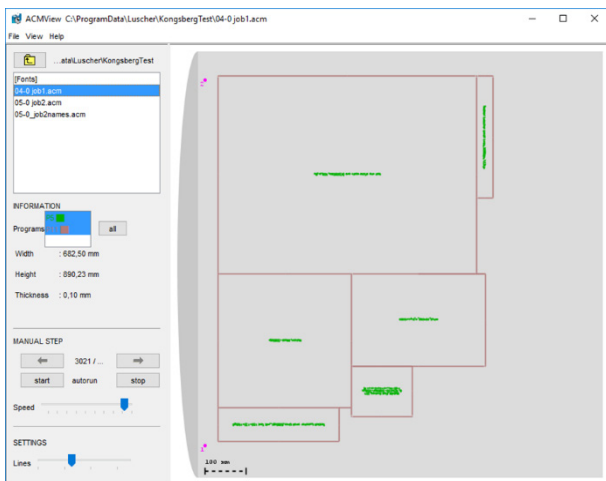 ACMView C:\ProgramData\Luscher\KongsbergTest\04-0 job1.acm
File View Help
...ata\Luscher\KongsbergTest
[Fonts]
04-0 job1.acm
05-0 job2.acm
05-0_job2names.acm
INFORMATION
Programs
all
Width : 682,50 mm
Height : 890,23 mm
Thickness : 0,10 mm
MANUAL STEP
3021 / ...
start autorun stop
Speed
SETTINGS
Lines
100 mm